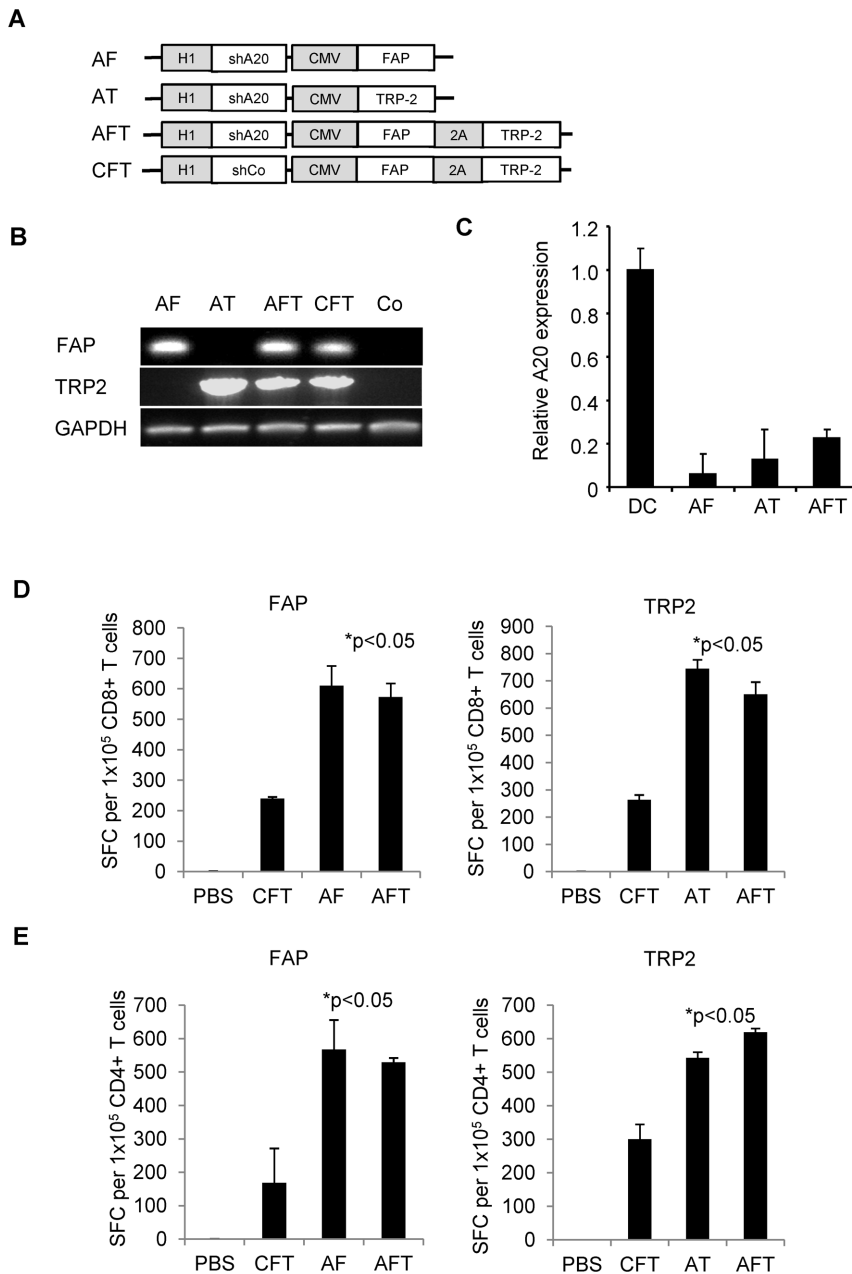 A
AF H1 shA20 CMV FAP
AT H1 shA20 CMV TRP-2
AFT H1 shA20 CMV FAP 2A TRP-2
CFT H1 shCo CMV FAP 2A TRP-2
B
AF AT AFT CFT Co
FAP
TRP2
GAPDH
C
Relative A20 expression
1.2
1.0
0.8
0.6
0.4
0.2
0
DC AF AT AFT
D
FAP
SFC per 1x10⁵ CD8+ T cells
800
700
600
500
400
300
200
100
0
*p<0.05
PBS CFT AF AFT
TRP2
SFC per 1x10⁵ CD8+ T cells
900
800
700
600
500
400
300
200
100
0
*p<0.05
PBS CFT AT AFT
E
FAP
SFC per 1x10⁵ CD4+ T cells
700
600
500
400
300
200
100
0
*p<0.05
PBS CFT AF AFT
TRP2
SFC per 1x10⁵ CD4+ T cells
700
600
500
400
300
200
100
0
*p<0.05
PBS CFT AT AFT